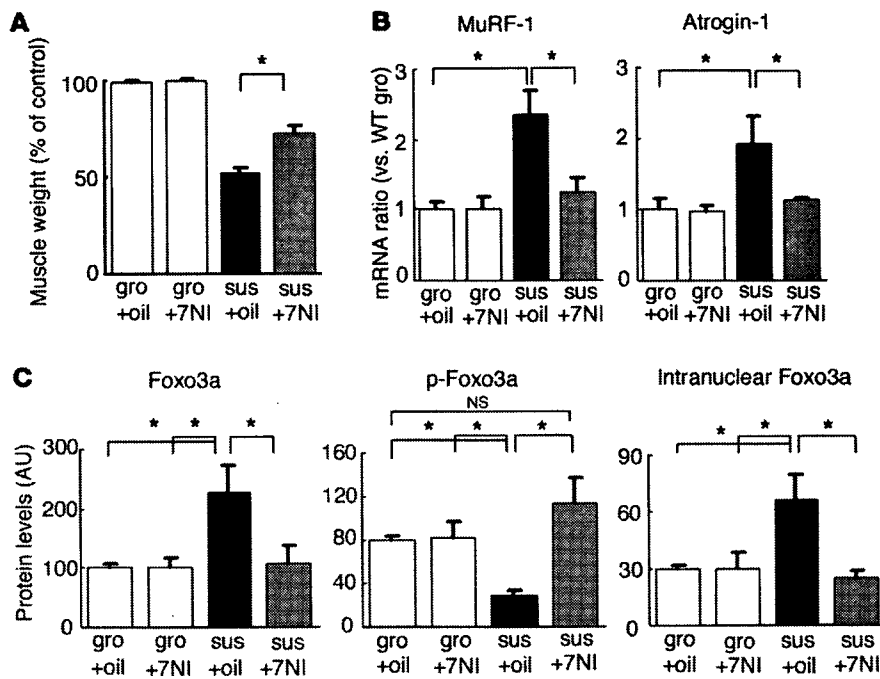 A
Muscle weight (% of control)
100
50
0
*
gro +oil
gro +7NI
sus +oil
sus +7NI
B
MuRF-1
mRNA ratio (vs. WT gro)
3
2
1
0
*
*
gro +oil
gro +7NI
sus +oil
sus +7NI
Atrogin-1
3
2
1
0
*
*
gro +oil
gro +7NI
sus +oil
sus +7NI
C
Foxo3a
Protein levels (AU)
300
200
100
0
*
*
*
gro +oil
gro +7NI
sus +oil
sus +7NI
p-Foxo3a
NS
160
120
80
40
0
*
*
*
gro +oil
gro +7NI
sus +oil
sus +7NI
Intranuclear Foxo3a
90
60
30
0
*
*
*
gro +oil
gro +7NI
sus +oil
sus +7NI